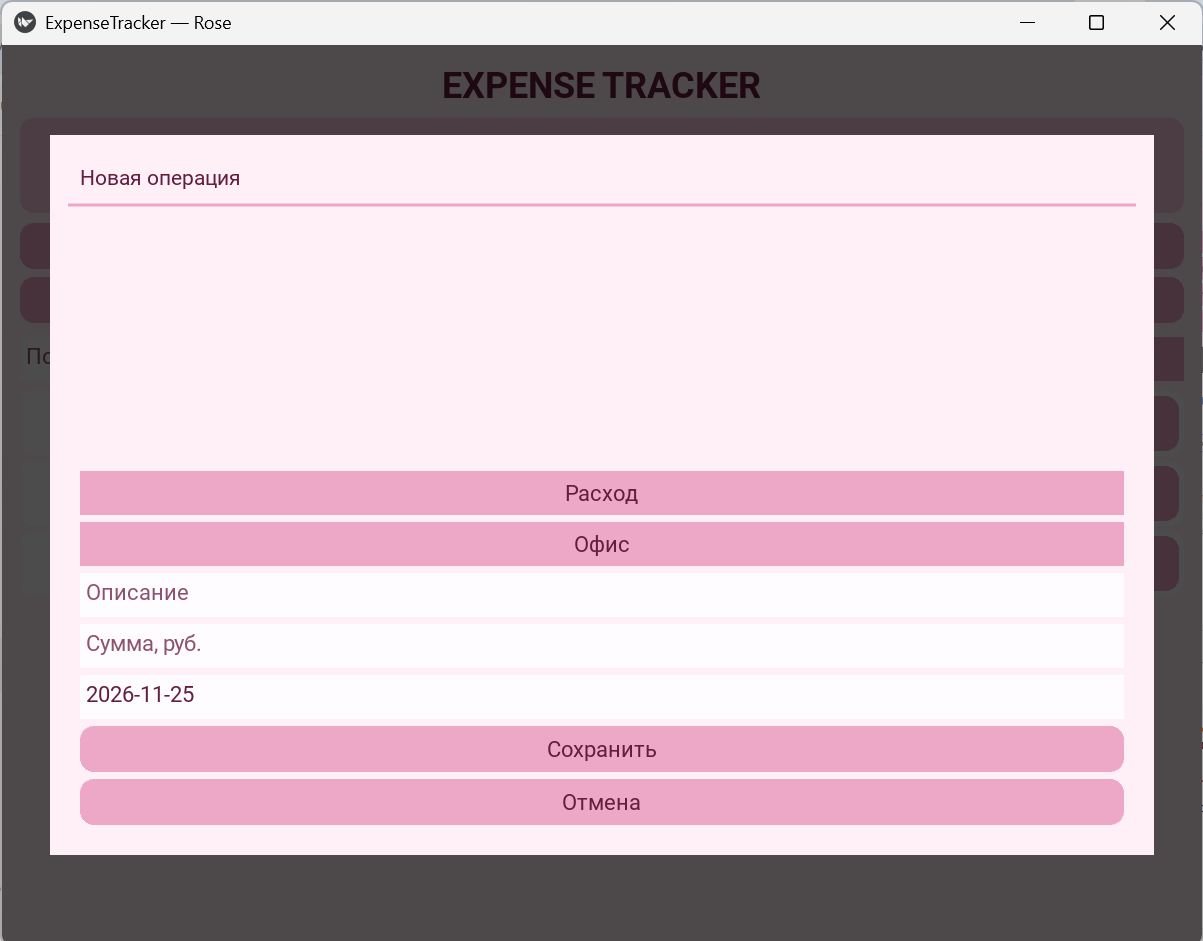 ExpenseTracker — Rose
EXPENSE TRACKER
Новая операция
Расход
Офис
Описание
Сумма, руб.
2026-11-25
Сохранить
Отмена